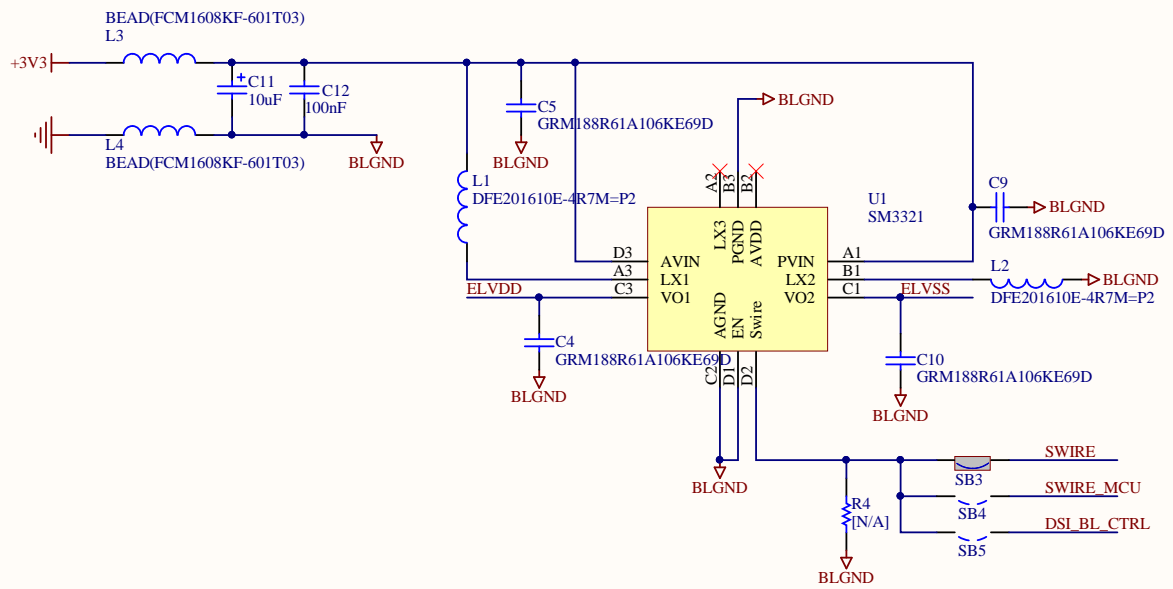 BEAD(FCM1608KF-601T03)
L3
+3V3
C11
10uF
C12
100nF
L4
BEAD(FCM1608KF-601T03)
BLGND
C5
GRM188R61A106KE69D
BLGND
BLGND
L1
DFE201610E-4R7M=P2
A2
B3
B2
U1
SM3321
C9
BLGND
GRM188R61A106KE69D
LX3
PGND
AVDD
D3
AVIN
PVIN
A1
A3
LX1
LX2
B1
L2
BLGND
DFE201610E-4R7M=P2
ELVDD
C3
VO1
VO2
C1
ELVSS
AGND
EN
Swire
C4
GRM188R61A106KE69D
BLGND
C2
D1
D2
C10
GRM188R61A106KE69D
BLGND
BLGND
SWIRE
SB3
SWIRE_MCU
SB4
DSI_BL_CTRL
SB5
R4
[N/A]
BLGND